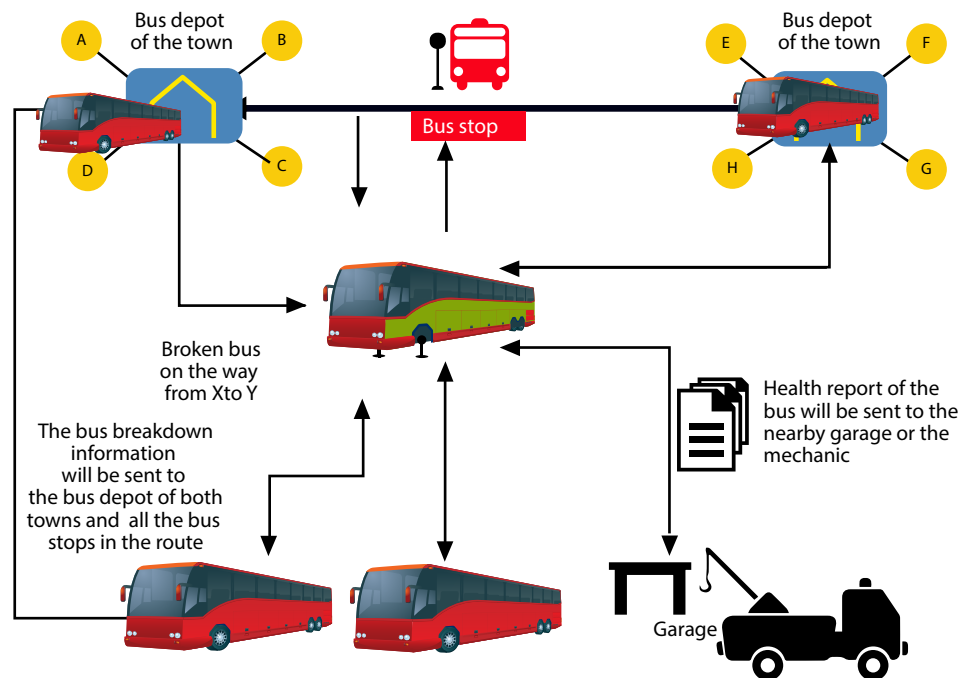 Bus depot
of the town
A
B
D
C
Bus stop
Bus depot
of the town
E
F
H
G
Broken bus
on the way
from Xto Y
The bus breakdown
information
will be sent to
the bus depot of both
towns and all the bus
stops in the route
Health report of the
bus will be sent to the
nearby garage or the
mechanic
Garage